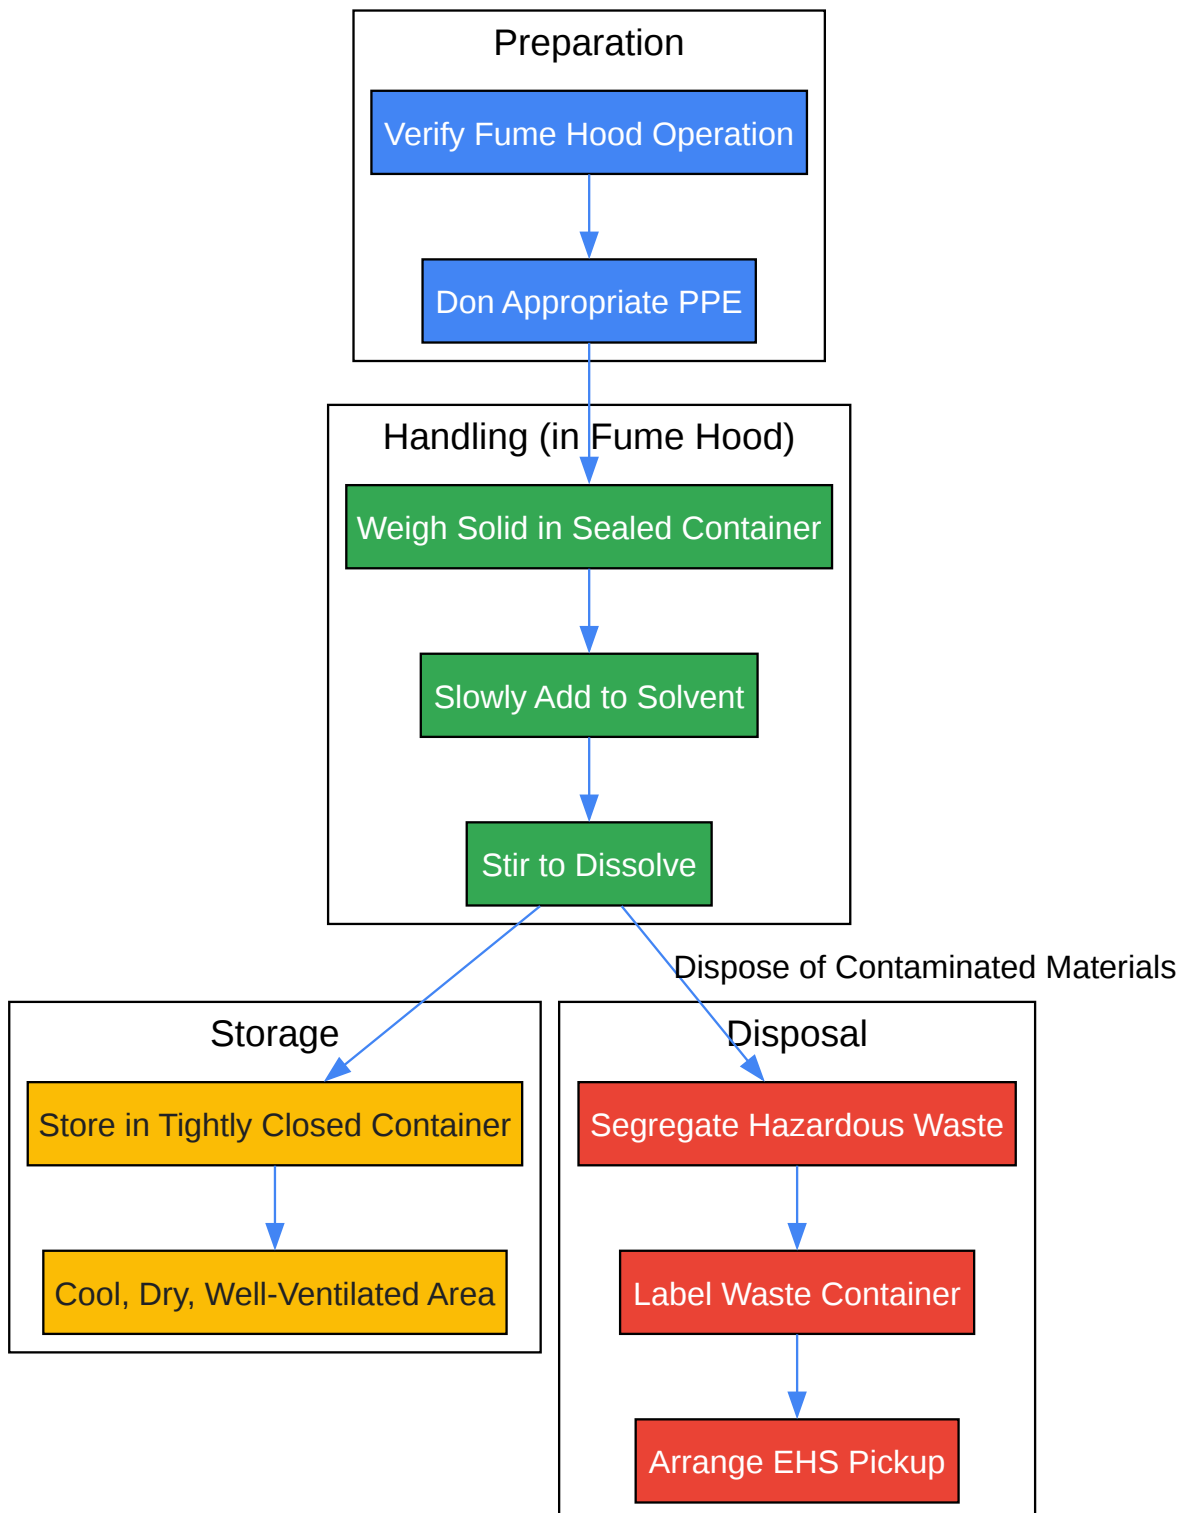 Preparation
Verify Fume Hood Operation
Don Appropriate PPE
Handling (in Fume Hood)
Weigh Solid in Sealed Container
Slowly Add to Solvent
Stir to Dissolve
Dispose of Contaminated Materials
Storage
Store in Tightly Closed Container
Cool, Dry, Well-Ventilated Area
Disposal
Segregate Hazardous Waste
Label Waste Container
Arrange EHS Pickup